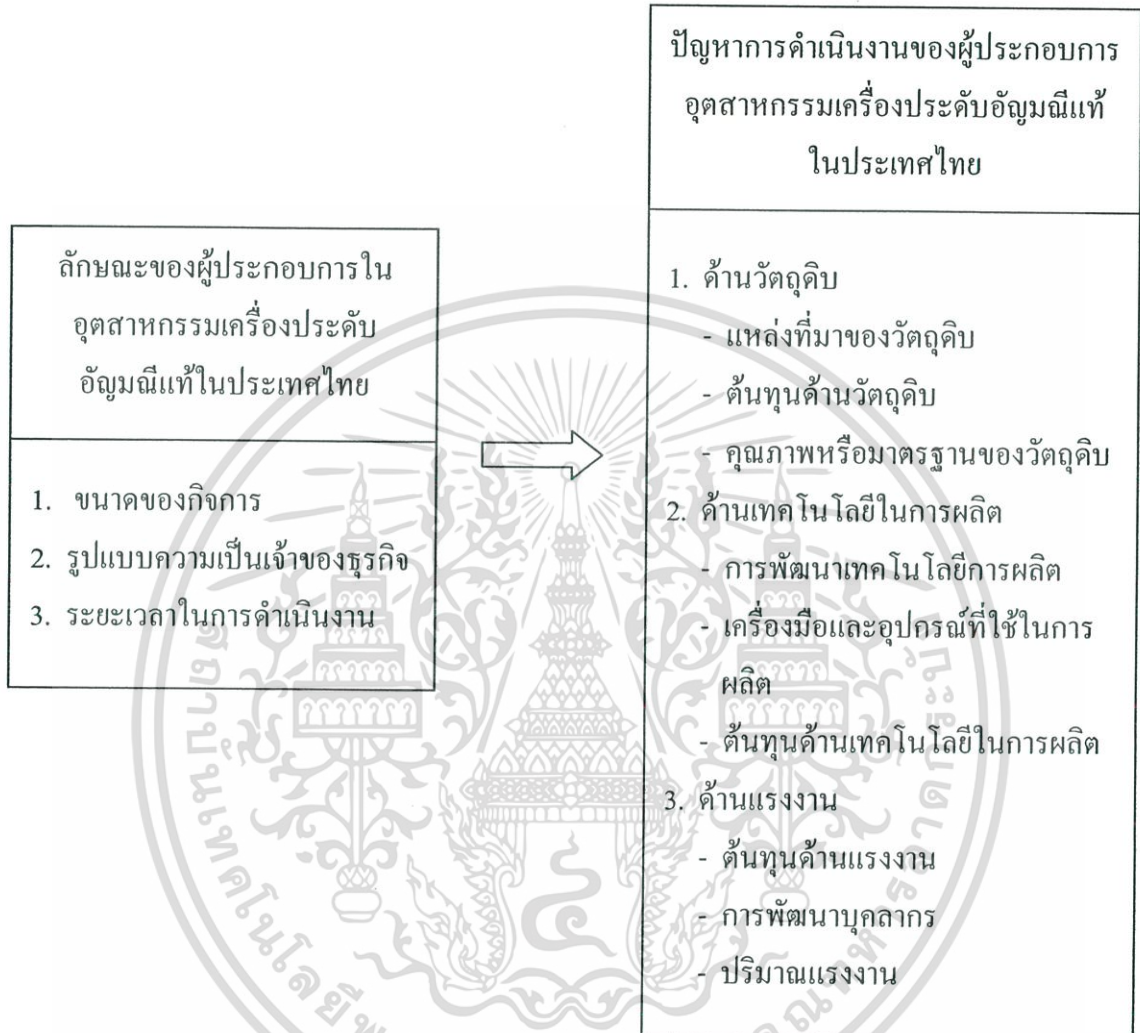 ปัญหาการดำเนินงานของผู้ประกอบการ
อุตสาหกรรมเครื่องประดับอัญมณีแท้
ในประเทศไทย
ลักษณะของผู้ประกอบการใน
อุตสาหกรรมเครื่องประดับ
อัญมณีแท้ในประเทศไทย
1. ขนาดของกิจการ
2. รูปแบบความเป็นเจ้าของธุรกิจ
3. ระยะเวลาในการดำเนินงาน
1. ด้านวัตถุดิบ
- แหล่งที่มาของวัตถุดิบ
- ต้นทุนด้านวัตถุดิบ
- คุณภาพหรือมาตรฐานของวัตถุดิบ
2. ด้านเทคโนโลยีในการผลิต
- การพัฒนาเทคโนโลยีการผลิต
- เครื่องมือและอุปกรณ์ที่ใช้ในการ
ผลิต
- ต้นทุนด้านเทคโนโลยีในการผลิต
3. ด้านแรงงาน
- ต้นทุนด้านแรงงาน
- การพัฒนาบุคลากร
- ปริมาณแรงงาน